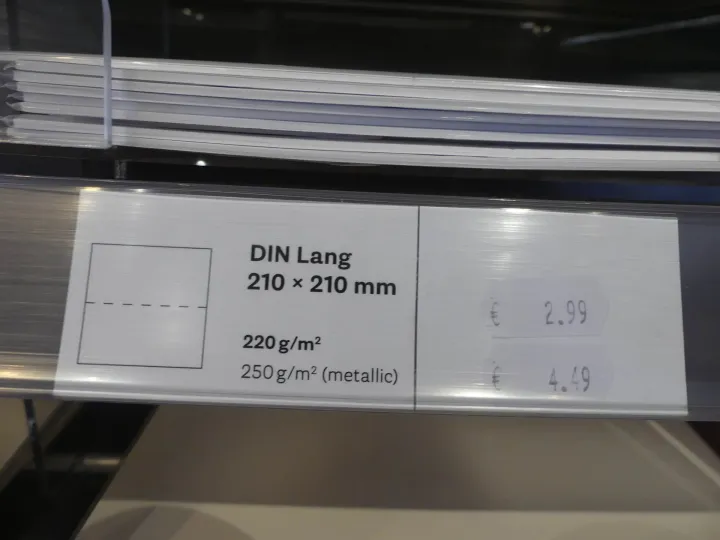 DIN Lang
210 × 210 mm
220 g/m²
250 g/m² (metallic)
€ 2.99
€ 4.49